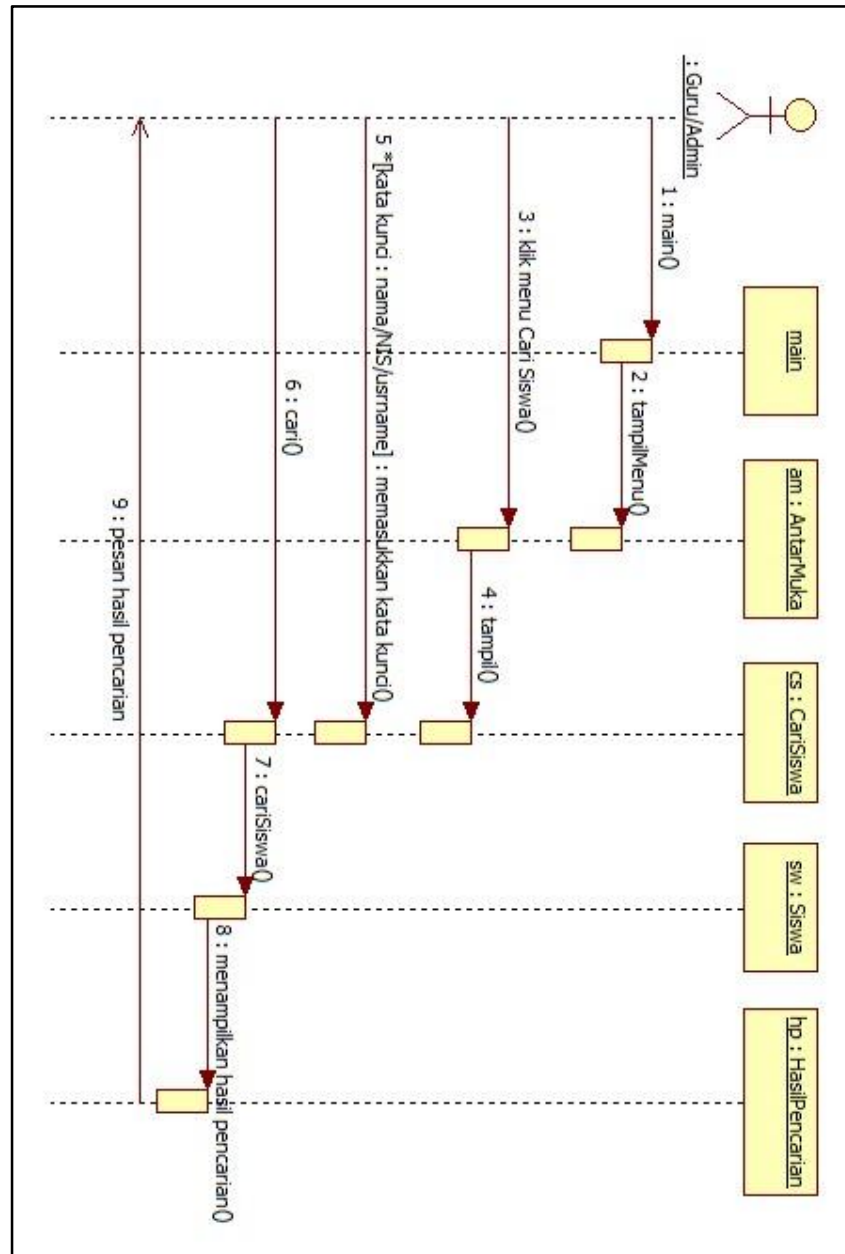 : Guru/Admin
main
am : AntarMuka
cs : CariSiswa
sw : Siswa
hp : HasilPencarian
1 : main()
2 : tampilMenu()
3 : klik menu Cari Siswa()
4 : tampil()
5 *[kata kunci : nama/NIS/usrname] : memasukkan kata kunci()
6 : cari()
7 : cariSiswa()
8 : menampilkan hasil pencarian()
9 : pesan hasil pencarian